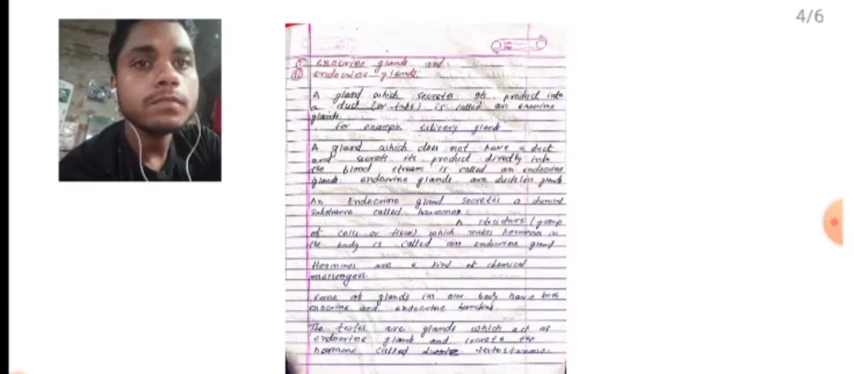 4/6
exocrine glands and
endocrine glands:
A gland which secretes its product into
a duct (or tube) is called an exocrine
glands
for example salivery gland
A gland which does not have a duct
and secrets its product directly into
the blood stream is called an endocrine
gland. endocrine glands are ductless gland
An Endocrine gland secretes a chemical
substance called hormones
A structure (group
of cells or tissue) which makes hormon in
the body is called an endocrine gland
Hormones are a kind of chemical
messengers.
some of glands in our body have both
exocrine and endocrine
The testes are glands which act as
endocrine gland and secrete the
hormone called testosterone.